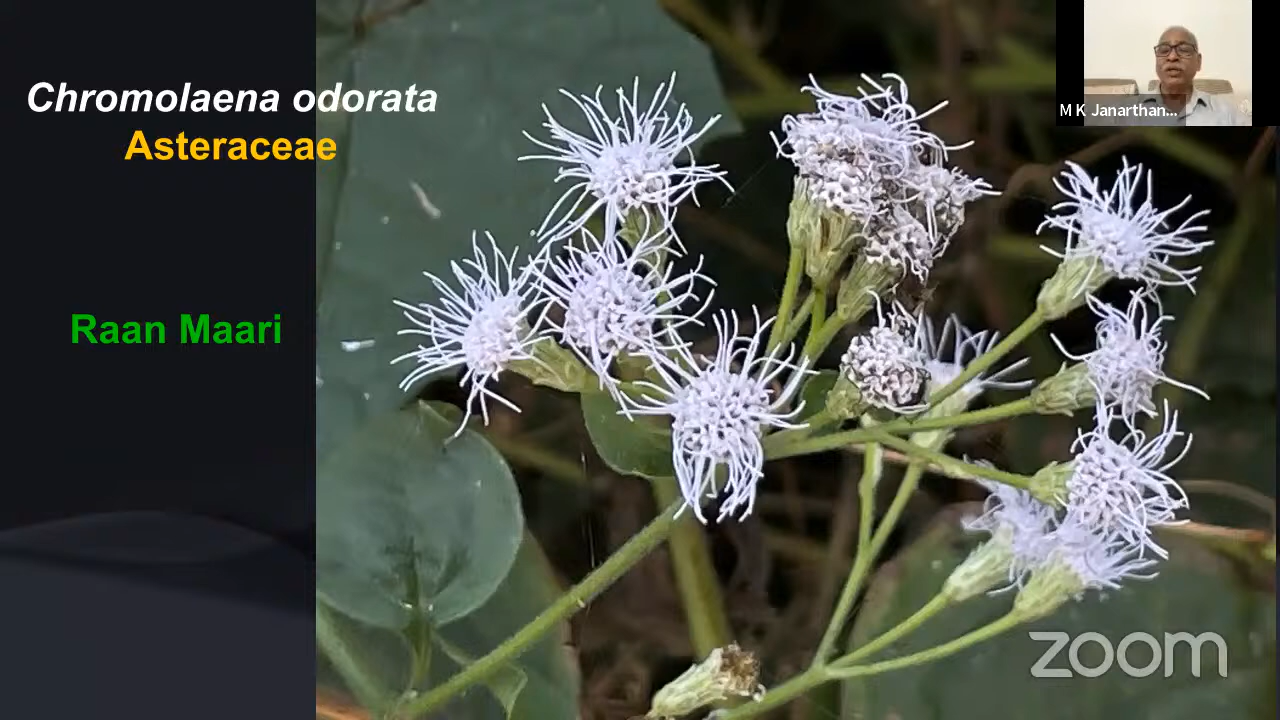 Chromolaena odorata
Asteraceae
Raan Maari
M K Janarthan...
zoom